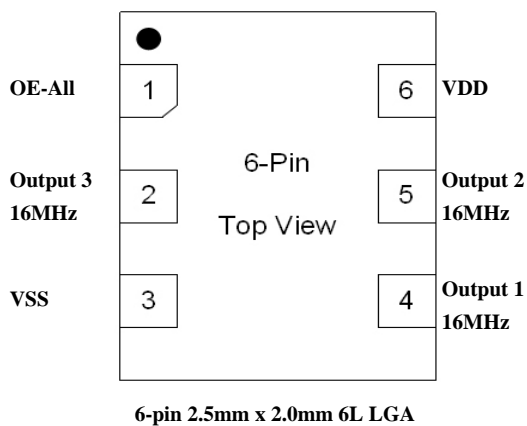 OE-All
1
6
VDD
6-Pin
Output 3
16MHz
2
5
Output 2
16MHz
Top View
VSS
3
4
Output 1
16MHz
6-pin 2.5mm x 2.0mm 6L LGA